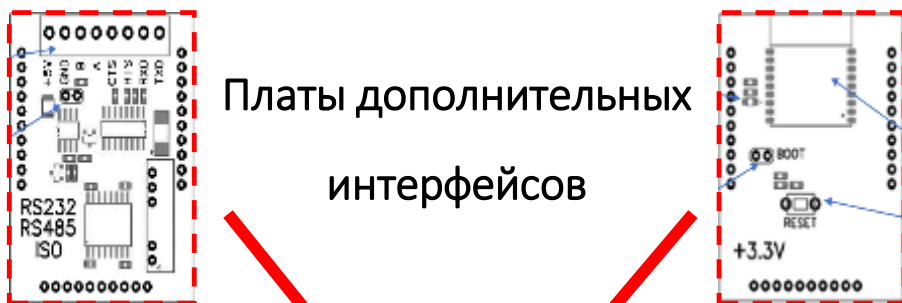 +5V
GND
B
A
CTS
RTS
RXD
TXD
RS232
RS485
ISO
Платы дополнительных
интерфейсов
BOOT
RESET
+3.3V